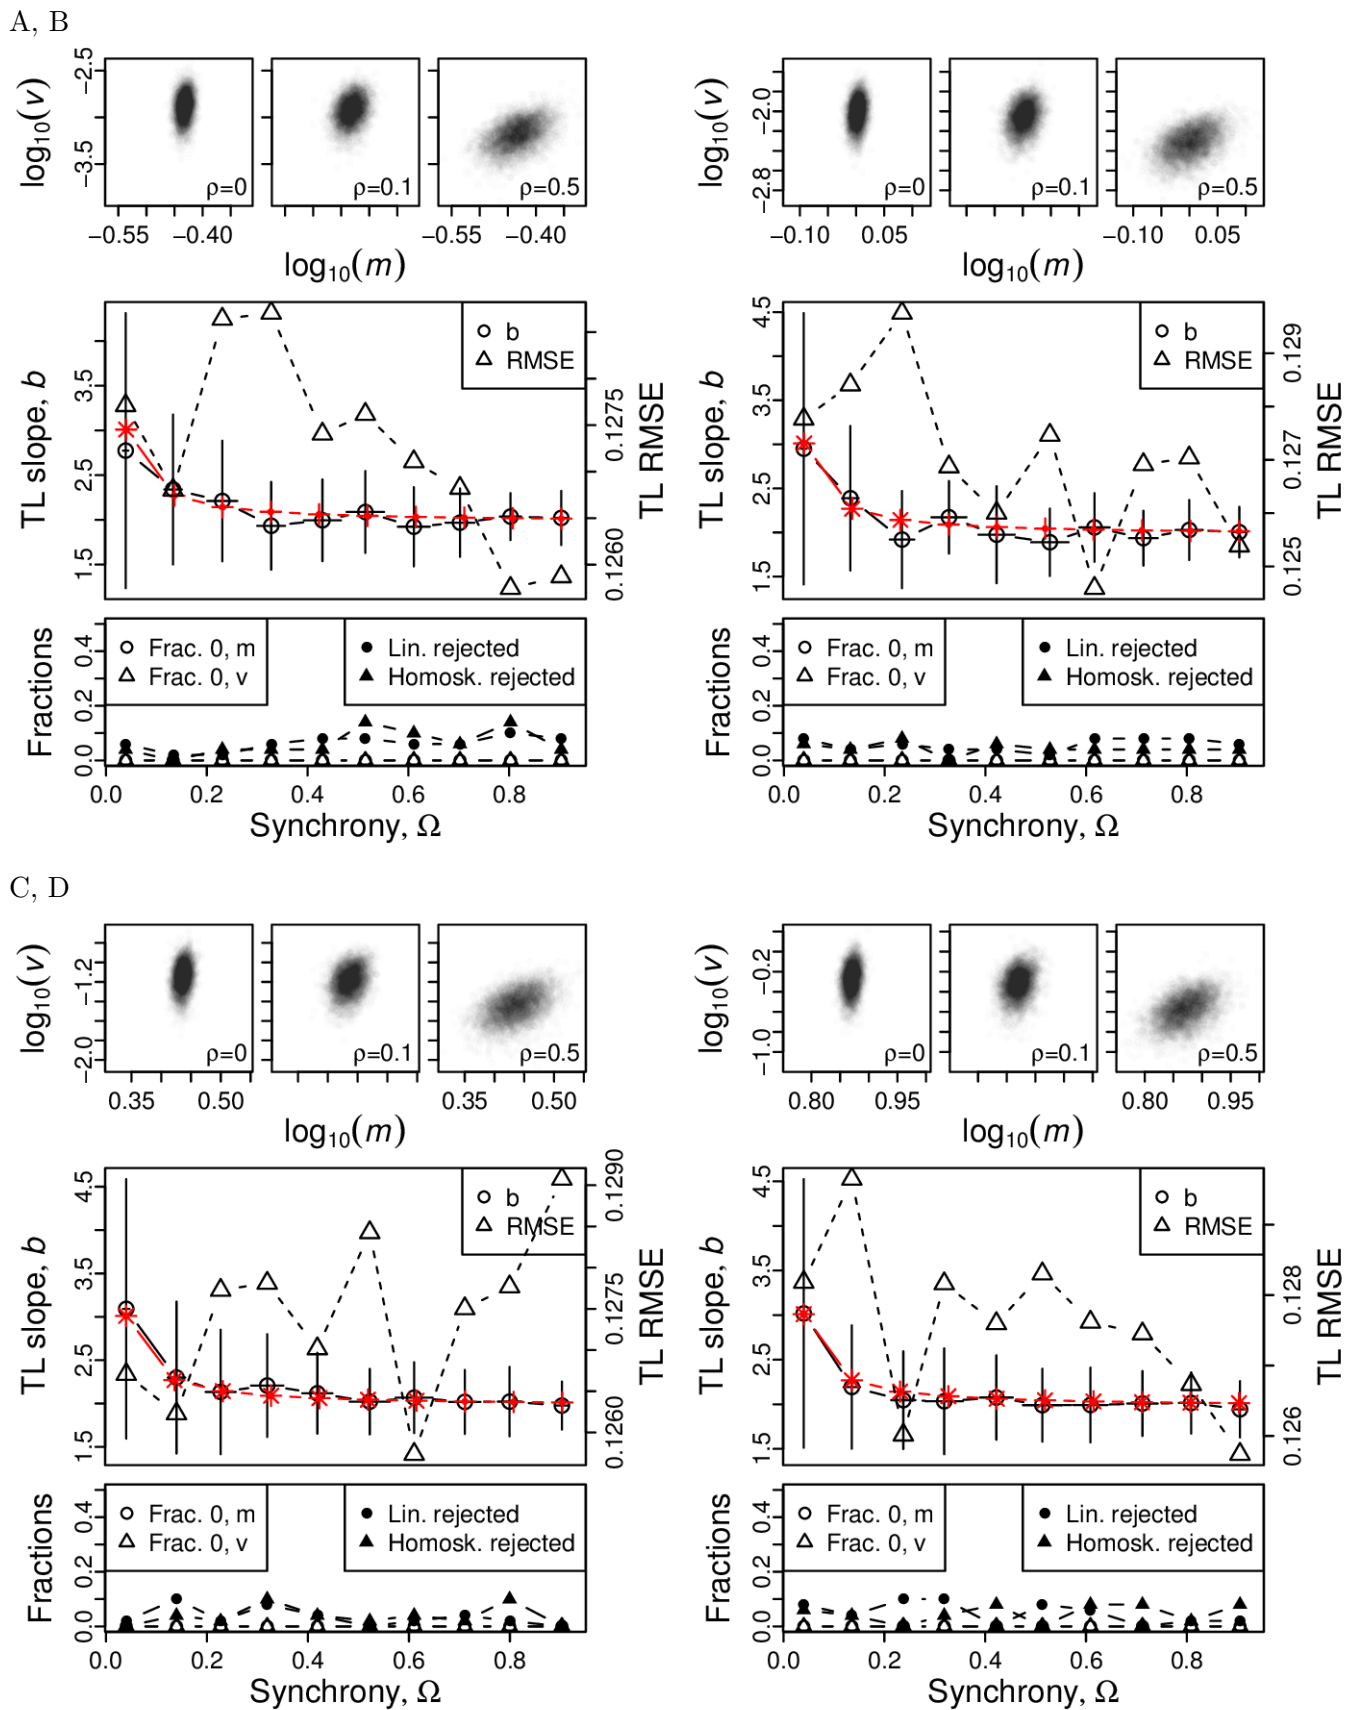 A, B
log10(v)
−2.5
−3.5
ρ=0
ρ=0.1
ρ=0.5
−0.55 −0.40
−0.55 −0.40
log10(m)
log10(v)
−2.0
−2.8
ρ=0
ρ=0.1
ρ=0.5
−0.10 0.05
−0.10 0.05
log10(m)
TL slope, b
3.5
2.5
1.5
b
RMSE
0.1275
0.1260
TL RMSE
TL slope, b
4.5
3.5
2.5
1.5
b
RMSE
0.129
0.127
0.125
TL RMSE
Fractions
0.4
0.2
0.0
Frac. 0, m
Frac. 0, v
Lin. rejected
Homosk. rejected
0.0 0.2 0.4 0.6 0.8
Synchrony, Ω
Fractions
0.4
0.2
0.0
Frac. 0, m
Frac. 0, v
Lin. rejected
Homosk. rejected
0.0 0.2 0.4 0.6 0.8
Synchrony, Ω
C, D
log10(v)
−1.2
−2.0
ρ=0
ρ=0.1
ρ=0.5
0.35 0.50
0.35 0.50
log10(m)
log10(v)
−0.2
−1.0
ρ=0
ρ=0.1
ρ=0.5
0.80 0.95
0.80 0.95
log10(m)
TL slope, b
4.5
3.5
2.5
1.5
b
RMSE
0.1290
0.1275
0.1260
TL RMSE
TL slope, b
4.5
3.5
2.5
1.5
b
RMSE
0.128
0.126
TL RMSE
Fractions
0.4
0.2
0.0
Frac. 0, m
Frac. 0, v
Lin. rejected
Homosk. rejected
0.0 0.2 0.4 0.6 0.8
Synchrony, Ω
Fractions
0.4
0.2
0.0
Frac. 0, m
Frac. 0, v
Lin. rejected
Homosk. rejected
0.0 0.2 0.4 0.6 0.8
Synchrony, Ω